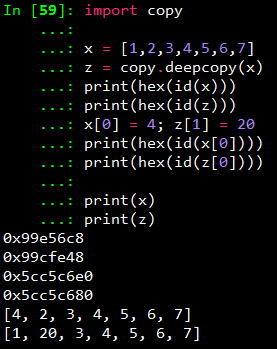 In [59]: import copy
    ...:
    ...: x = [1,2,3,4,5,6,7]
    ...: z = copy.deepcopy(x)
    ...: print(hex(id(x)))
    ...: print(hex(id(z)))
    ...: x[0] = 4; z[1] = 20
    ...: print(hex(id(x[0])))
    ...: print(hex(id(z[0])))
    ...:
    ...: print(x)
    ...: print(z)
0x99e56c8
0x99cfe48
0x5cc5c6e0
0x5cc5c680
[4, 2, 3, 4, 5, 6, 7]
[1, 20, 3, 4, 5, 6, 7]